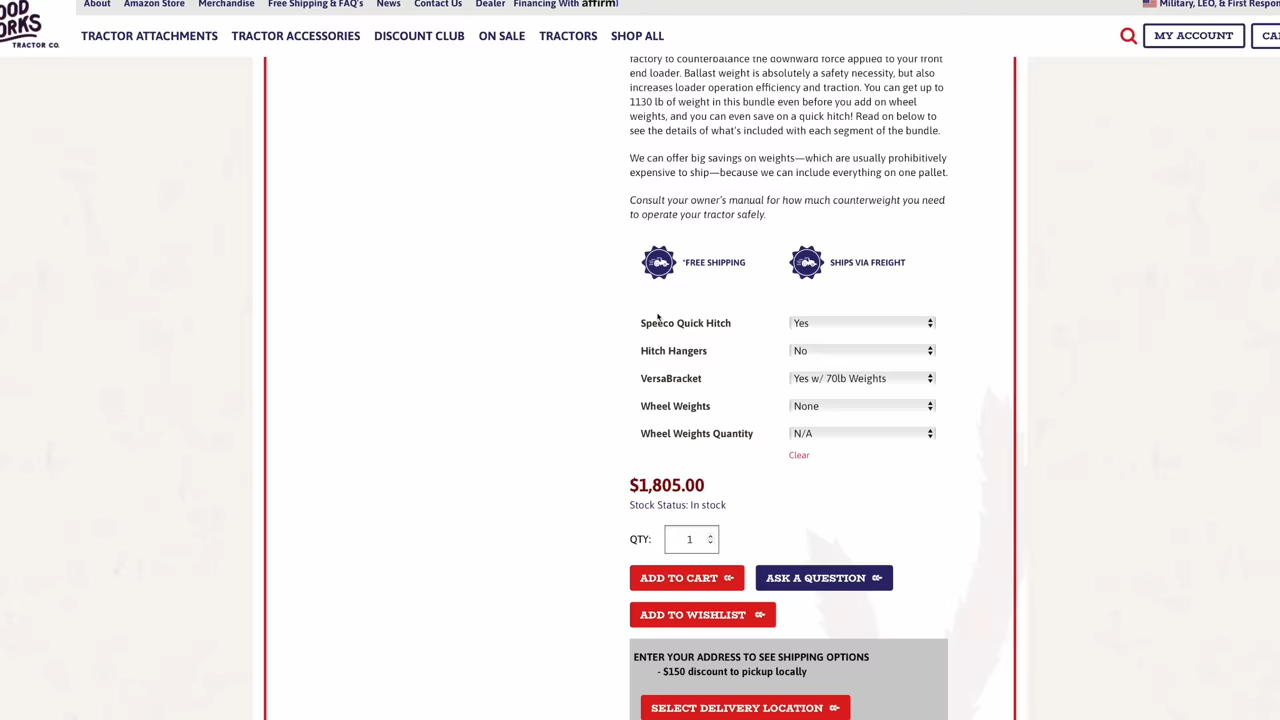 About Amazon Store Merchandise Free Shipping & FAQ's News Contact Us Dealer Financing With affirm)
Military, LEO, & First Respon
TRACTOR CO.
TRACTOR ATTACHMENTS TRACTOR ACCESSORIES DISCOUNT CLUB ON SALE TRACTORS SHOP ALL
MY ACCOUNT
factory to counterbalance the downward force applied to your front
end loader. Ballast weight is absolutely a safety necessity, but also
increases loader operation efficiency and traction. You can get up to
1130 lb of weight in this bundle even before you add on wheel
weights, and you can even save on a quick hitch! Read on below to
see the details of what's included with each segment of the bundle.
We can offer big savings on weights—which are usually prohibitively
expensive to ship—because we can include everything on one pallet.
Consult your owner's manual for how much counterweight you need
to operate your tractor safely.
*FREE SHIPPING
SHIPS VIA FREIGHT
Speeco Quick Hitch Yes
Hitch Hangers No
VersaBracket Yes w/ 70lb Weights
Wheel Weights None
Wheel Weights Quantity N/A
Clear
$1,805.00
Stock Status: In stock
QTY: 1
ADD TO CART
ASK A QUESTION
ADD TO WISHLIST
ENTER YOUR ADDRESS TO SEE SHIPPING OPTIONS
- $150 discount to pickup locally
SELECT DELIVERY LOCATION